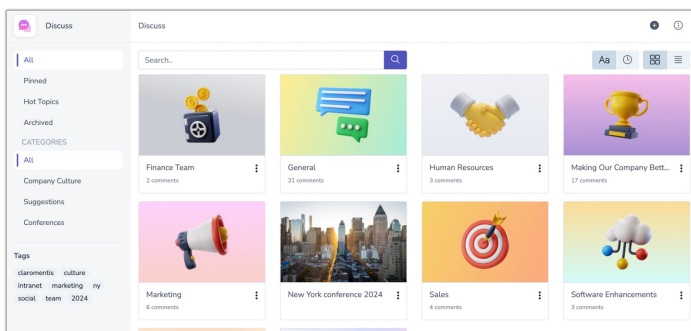 Discuss
Discuss
All
Pinned
Hot Topics
Archived
CATEGORIES
All
Company Culture
Suggestions
Conferences
Tags
claromentis culture
intranet marketing ny
social team 2024
Search..
Aa
Finance Team
2 comments
General
31 comments
Human Resources
3 comments
Making Our Company Bett...
17 comments
Marketing
6 comments
New York conference 2024
Sales
4 comments
Software Enhancements
3 comments